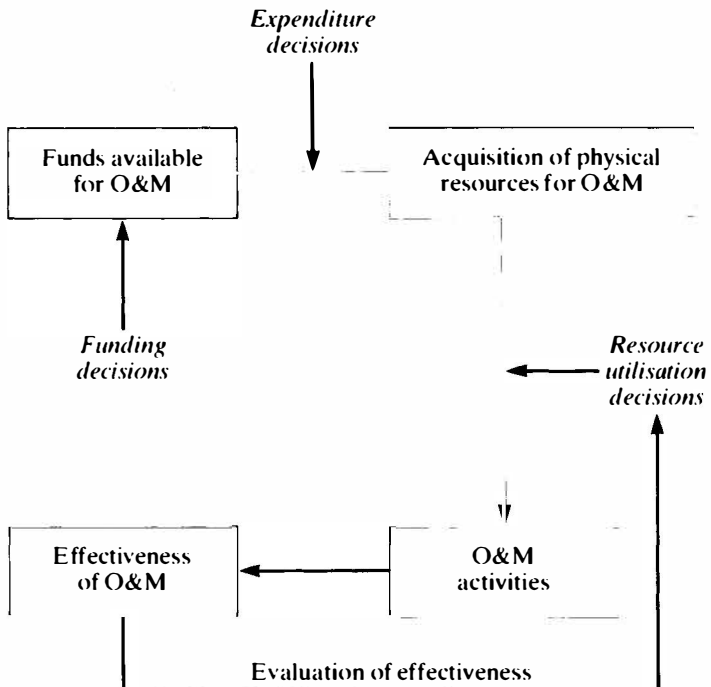 Expenditure
decisions
Funds available
for O&M
Acquisition of physical
resources for O&M
Funding
decisions
Resource
utilisation
decisions
Effectiveness
of O&M
O&M
activities
Evaluation of effectiveness